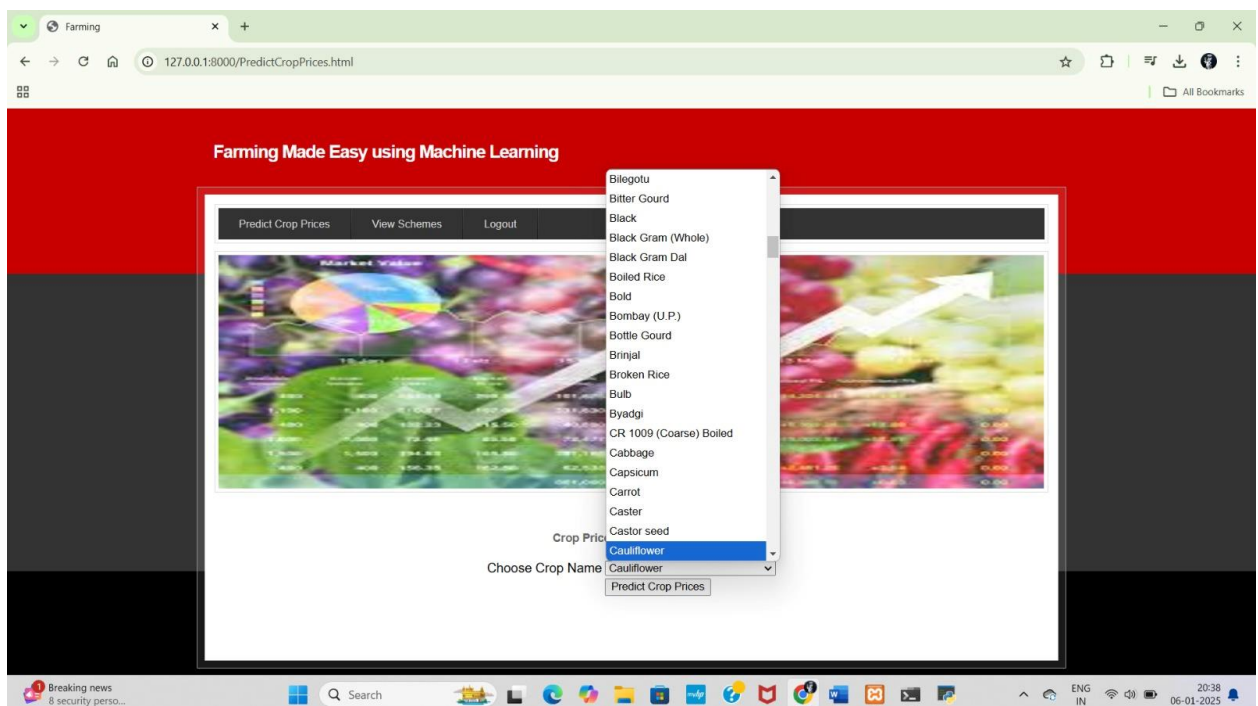 Farming
127.0.0.1:8000/PredictCropPrices.html
All Bookmarks
Farming Made Easy using Machine Learning
Predict Crop Prices View Schemes Logout
Market Value
Bilegotu
Bitter Gourd
Black
Black Gram (Whole)
Black Gram Dal
Boiled Rice
Bold
Bombay (U.P.)
Bottle Gourd
Brinjal
Broken Rice
Bulb
Byadgi
CR 1009 (Coarse) Boiled
Cabbage
Capsicum
Carrot
Caster
Castor seed
Cauliflower
Crop
Choose Crop Name Cauliflower
Predict Crop Prices
1
Breaking news
8 security perso...
Search
ENG
IN
20:38
06-01-2025